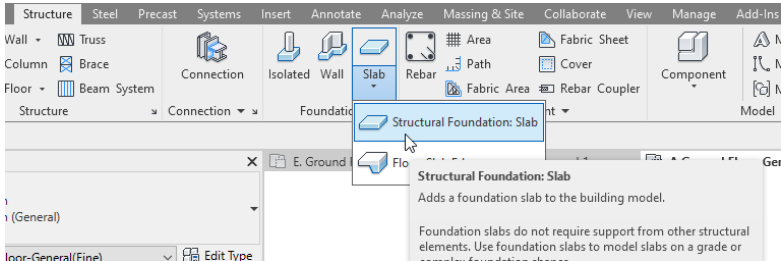 Structure Steel Precast Systems Insert Annotate Analyze Massing & Site Collaborate View Manage Add-Ins
Wall Truss Area Fabric Sheet
Column Brace Connection Isolated Wall Slab Rebar Path Cover Component
Floor Beam System Fabric Area Rebar Coupler
Structure Connection Model
Structural Foundation: Slab
E. Ground
Structural Foundation: Slab
Adds a foundation slab to the building model.
(General)
Foundation slabs do not require support from other structural
elements. Use foundation slabs to model slabs on a grade or
Edit Type